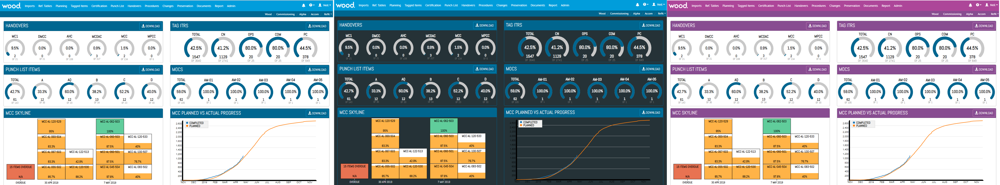 wood. Imports Ref. Tables Planning Tagged Items Certification Punch List Handovers Procedures Changes Preservation Documents Report Admin Neil
Wood / Commissioning / Alpha / Accom / Refit
HANDOVERS DOWNLOAD
MC1 DMCC AHC MCDAC MCC MPCC
9.5% 0.0% 0.0% 0.9% 1.5% 0.0%
2 0 0 3 2 0
OF 21 OF 21 OF 108 OF 317 OF 134 OF 6
TAG ITRS DOWNLOAD
TOTAL CN OPS COM PC
42.5% 41.2% 80.0% 80.0% 44.5%
1547 1129 20 20 378
OF 3640 OF 2741 OF 25 OF 25 OF 849
PUNCH LIST ITEMS DOWNLOAD
TOTAL A AQ B C D
42.7% 33.3% 60.0% 38.2% 52.2% 40.0%
61 12 12 13 12 12
OF 143 OF 36 OF 20 OF 34 OF 23 OF 30
MOCS DOWNLOAD
TOTAL AM-01 AM-02 AM-03 AM-04 AM-05
59.0% 100.0% 100.0% 100.0% 100.0% 100.0%
62 1 1 1 1 1
OF 105 OF 1 OF 1 OF 1 OF 1 OF 1
MCC SKYLINE
MCC-AL-120-529 MCC-AL-062-503
95% 100%
MCC-AL-069-504 MCC-AL-060-503 MCC-AL-120-533
83.3% 87.5% 40%
MCC-AL-067-503 MCC-AL-122-513 MCC-AL-060-501 MCC-AL-100-507
83.3% 42.9% 87.5% 76.7%
15 ITEMS OVERDUE MCC-AL-055-502 MCC-AL-120-530 MCC-AL-045-504 MCC-AL-083-502
N/A 85.7% 88.2% 97.8% 40%
OVERDUE 30 APR 2019 7 MAY 2019
MCC PLANNED VS ACTUAL PROGRESS DOWNLOAD
COMPLETED
PLANNED
2,600
2,400
2,200
2,000
1,800
1,600
1,400
1,200
1,000
800
600
400
200
0
NOV DEC 2019 FEB MAR APR MAY JUN JUL AUG SEP OCT NOV
wood. Imports Ref. Tables Planning Tagged Items Certification Punch List Handovers Procedures Changes Preservation Documents Report Admin Neil
Wood / Commissioning / Alpha / Accom / Refit
HANDOVERS DOWNLOAD
MC1 DMCC AHC MCDAC MCC MPCC
9.5% 0.0% 0.0% 0.9% 1.5% 0.0%
2 0 0 3 2 0
OF 21 OF 21 OF 108 OF 317 OF 134 OF 6
TAG ITRS DOWNLOAD
TOTAL CN OPS COM PC
42.5% 41.2% 80.0% 80.0% 44.5%
1547 1129 20 20 378
OF 3640 OF 2741 OF 25 OF 25 OF 849
PUNCH LIST ITEMS DOWNLOAD
TOTAL A AQ B C D
42.7% 33.3% 60.0% 38.2% 52.2% 40.0%
61 12 12 13 12 12
OF 143 OF 36 OF 20 OF 34 OF 23 OF 30
MOCS DOWNLOAD
TOTAL AM-01 AM-02 AM-03 AM-04 AM-05
59.0% 100.0% 100.0% 100.0% 100.0% 100.0%
62 1 1 1 1 1
OF 105 OF 1 OF 1 OF 1 OF 1 OF 1
MCC SKYLINE
MCC-AL-120-529 MCC-AL-062-503
95% 100%
MCC-AL-069-504 MCC-AL-060-503 MCC-AL-120-533
83.3% 87.5% 40%
MCC-AL-067-503 MCC-AL-122-513 MCC-AL-060-501 MCC-AL-100-507
83.3% 42.9% 87.5% 76.7%
15 ITEMS OVERDUE MCC-AL-055-502 MCC-AL-120-530 MCC-AL-045-504 MCC-AL-083-502
N/A 85.7% 88.2% 97.8% 40%
OVERDUE 30 APR 2019 7 MAY 2019
MCC PLANNED VS ACTUAL PROGRESS DOWNLOAD
COMPLETED
PLANNED
2,600
2,400
2,200
2,000
1,800
1,600
1,400
1,200
1,000
800
600
400
200
0
NOV DEC 2019 FEB MAR APR MAY JUN JUL AUG SEP OCT NOV
wood. Imports Ref. Tables Planning Tagged Items Certification Punch List Handovers Procedures Changes Preservation Documents Report Admin Neil
Wood Commissioning Alpha Accom Refit
HANDOVERS DOWNLOAD
MC1 DMCC AHC MCDAC MCC MPCC
9.5% 0.0% 0.0% 0.9% 1.5% 0.0%
2 0 0 3 2 0
OF 21 OF 21 OF 108 OF 317 OF 134 OF 6
TAG ITRS DOWNLOAD
TOTAL CN OPS COM PC
42.5% 41.2% 80.0% 80.0% 44.5%
1547 1129 20 20 378
OF 3640 OF 2741 OF 25 OF 25 OF 849
PUNCH LIST ITEMS DOWNLOAD
TOTAL A AQ B C D
42.7% 33.3% 60.0% 38.2% 52.2% 40.0%
61 12 12 13 12 12
OF 143 OF 36 OF 20 OF 34 OF 23 OF 30
MOCS DOWNLOAD
TOTAL AM-01 AM-02 AM-03 AM-04 AM-05
59.0% 100.0% 100.0% 100.0% 100.0% 100.0%
62 1 1 1 1 1
OF 105 OF 1 OF 1 OF 1 OF 1 OF 1
MCC SKYLINE
MCC-AL-120-529 MCC-AL-062-503
95% 100%
MCC-AL-069-504 MCC-AL-060-503 MCC-AL-120-533
83.3% 87.5% 40%
MCC-AL-067-503 MCC-AL-122-513 MCC-AL-060-501 MCC-AL-100-507
83.3% 42.9% 87.5% 76.7%
15 ITEMS OVERDUE MCC-AL-055-502 MCC-AL-120-530 MCC-AL-045-504 MCC-AL-083-502
N/A 85.7% 88.2% 97.8% 40%
OVERDUE 30 APR 2019 7 MAY 2019
MCC PLANNED VS ACTUAL PROGRESS DOWNLOAD
COMPLETED
PLANNED
2,600
2,400
2,200
2,000
1,800
1,600
1,400
1,200
1,000
800
600
400
200
0
NOV DEC 2019 FEB MAR APR MAY JUN JUL AUG SEP OCT NOV